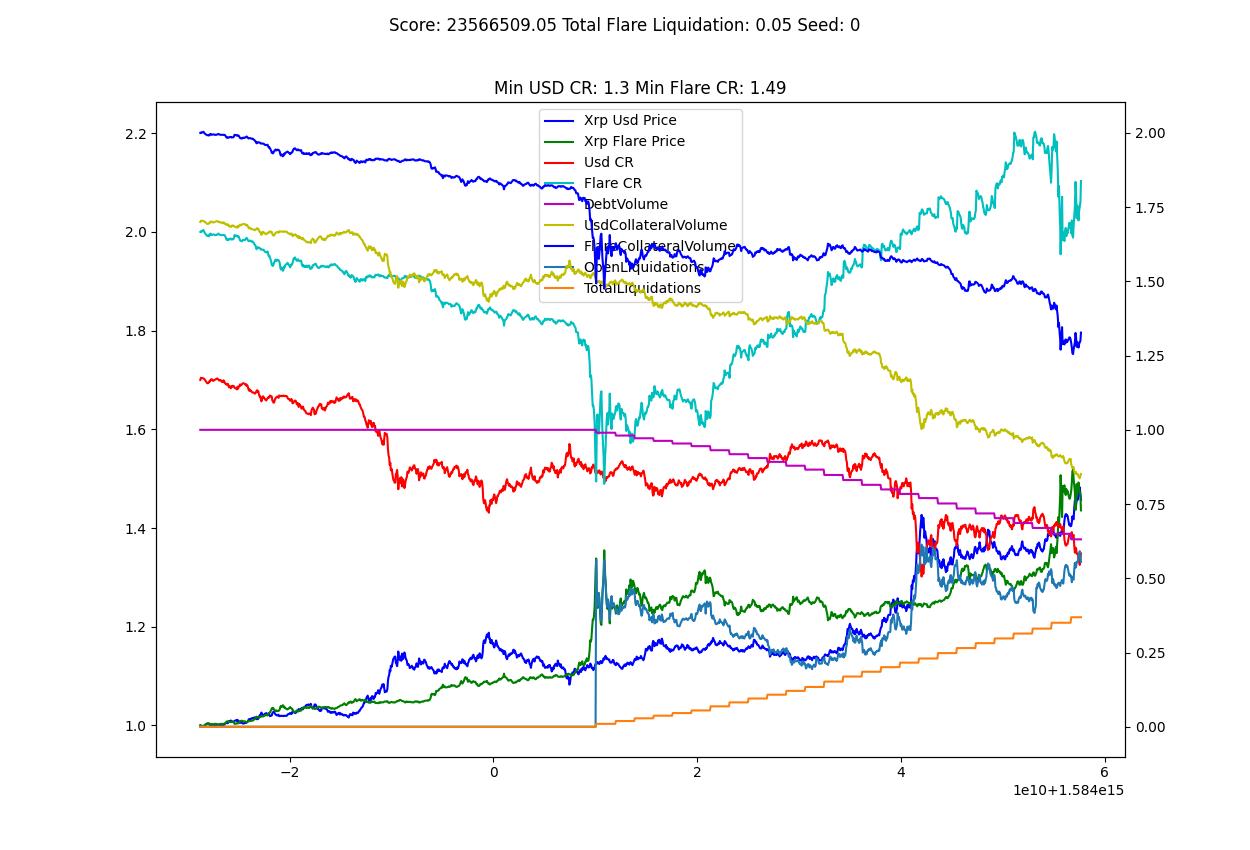 Score: 23566509.05 Total Flare Liquidation: 0.05 Seed: 0
Min USD CR: 1.3 Min Flare CR: 1.49
Xrp Usd Price
Xrp Flare Price
Usd CR
Flare CR
DebtVolume
UsdCollateralVolume
FlareCollateralVolume
OpenLiquidations
TotalLiquidations
2.2
2.0
1.8
1.6
1.4
1.2
1.0
2.00
1.75
1.50
1.25
1.00
0.75
0.50
0.25
0.00
−2
0
2
4
6
1e10+1.584e15